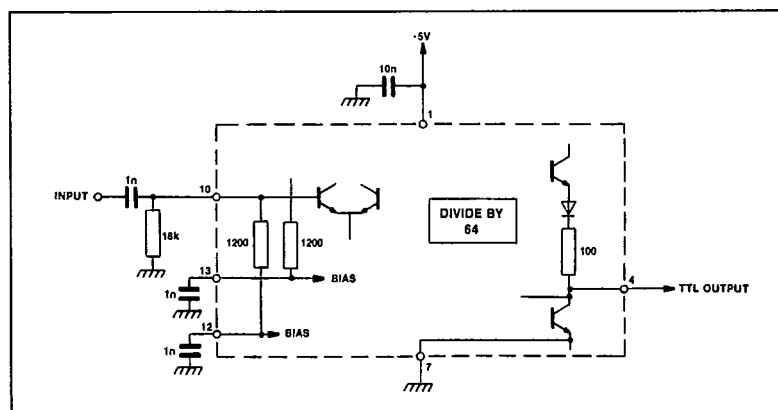 +5V
10n
1
1n
INPUT
10
18k
DIVIDE BY
64
1200
1200
100
13
BIAS
4
TTL OUTPUT
1n
12
BIAS
1n
7